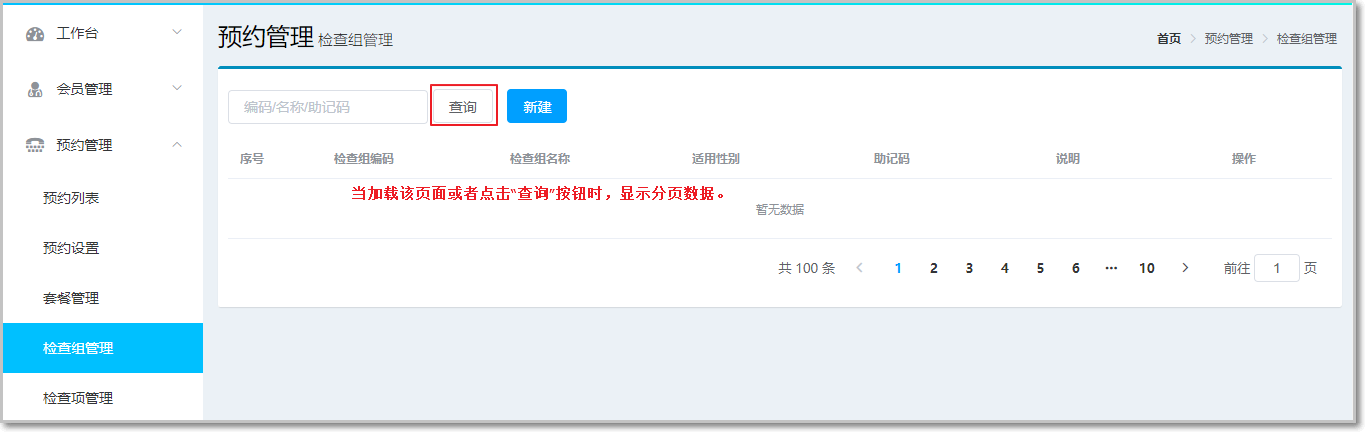 工作台
会员管理
预约管理
预约列表
预约设置
套餐管理
检查组管理
检查项管理
预约管理 检查组管理
首页 > 预约管理 > 检查组管理
编码/名称/助记码 查询 新建
序号 检查组编码 检查组名称 适用性别 助记码 说明 操作
当加载该页面或者点击“查询”按钮时，显示分页数据。
暂无数据
共 100 条 < 1 2 3 4 5 6 ··· 10 > 前往 1 页